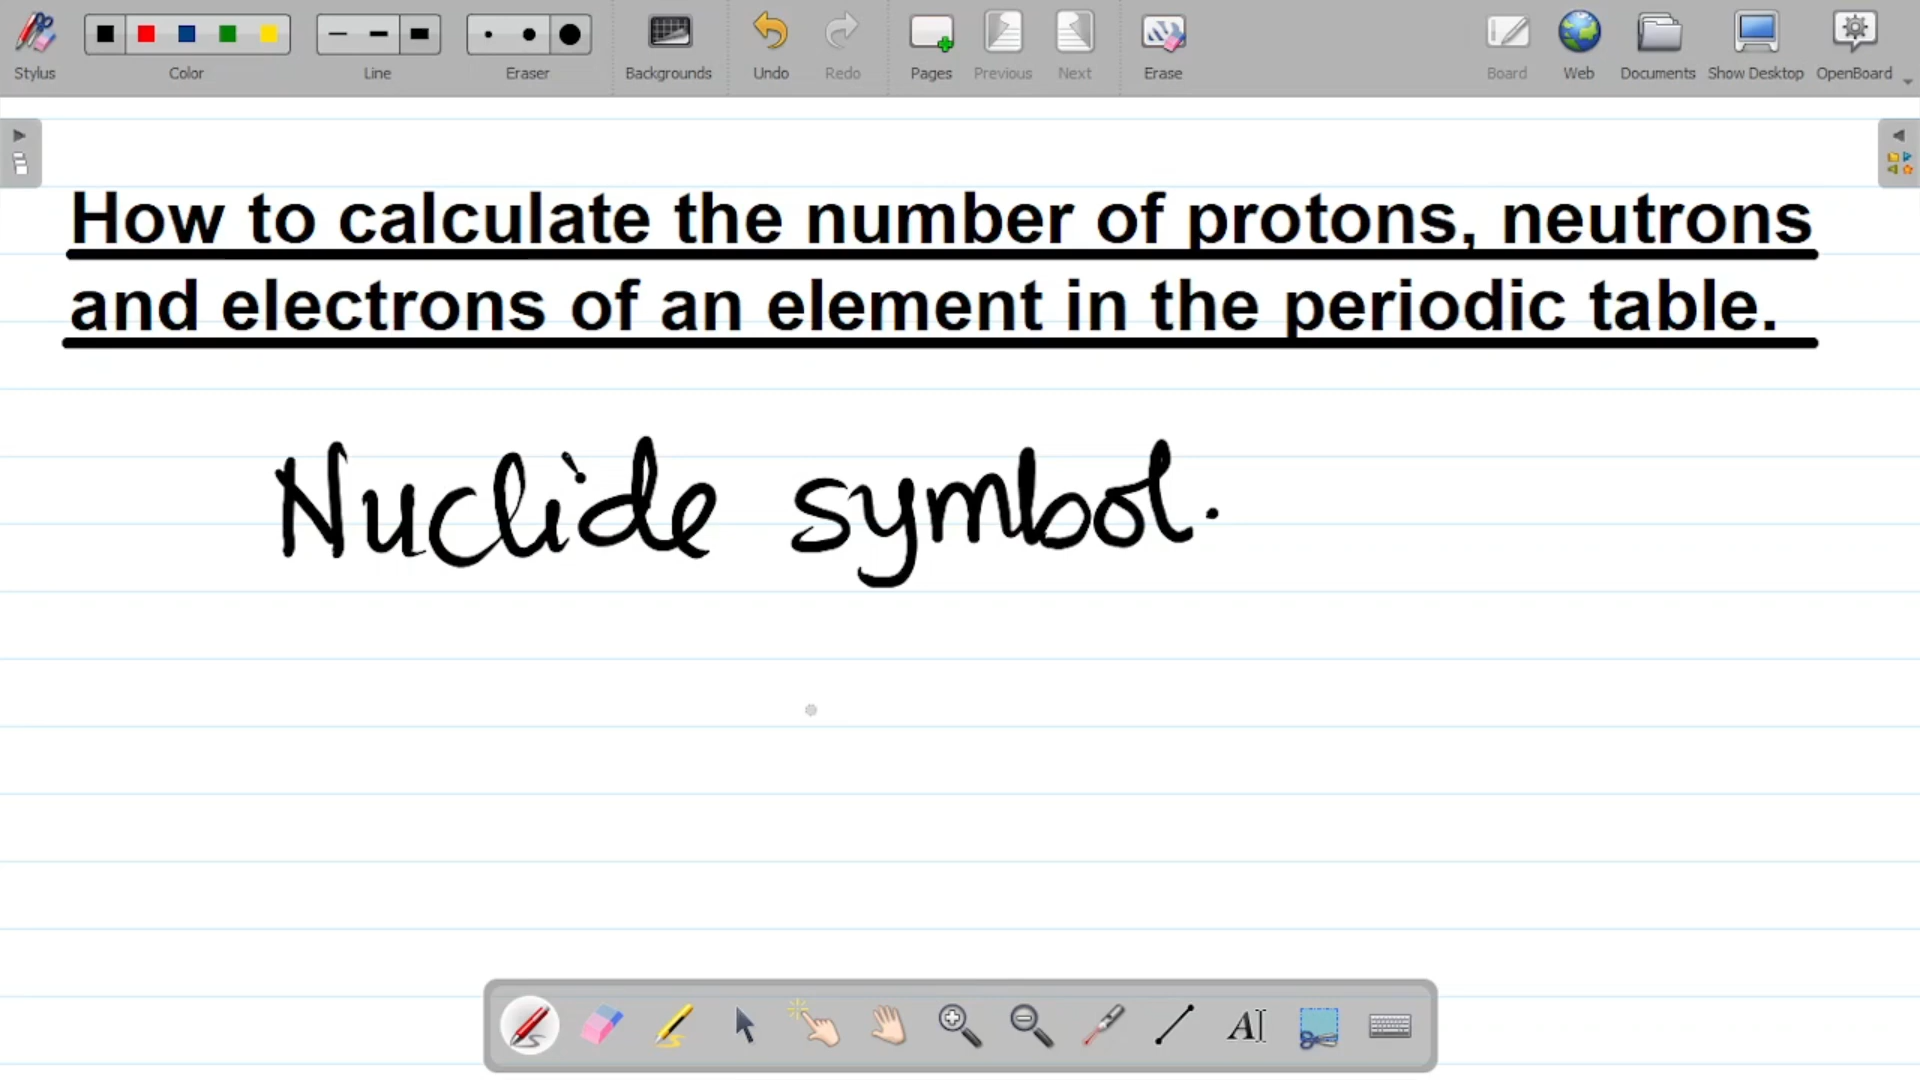 Stylus Color Line Eraser Backgrounds Undo Redo Pages Previous Next Erase Board Web Documents Show Desktop OpenBoard
How to calculate the number of protons, neutrons
and electrons of an element in the periodic table.
Nuclide symbol.
AI